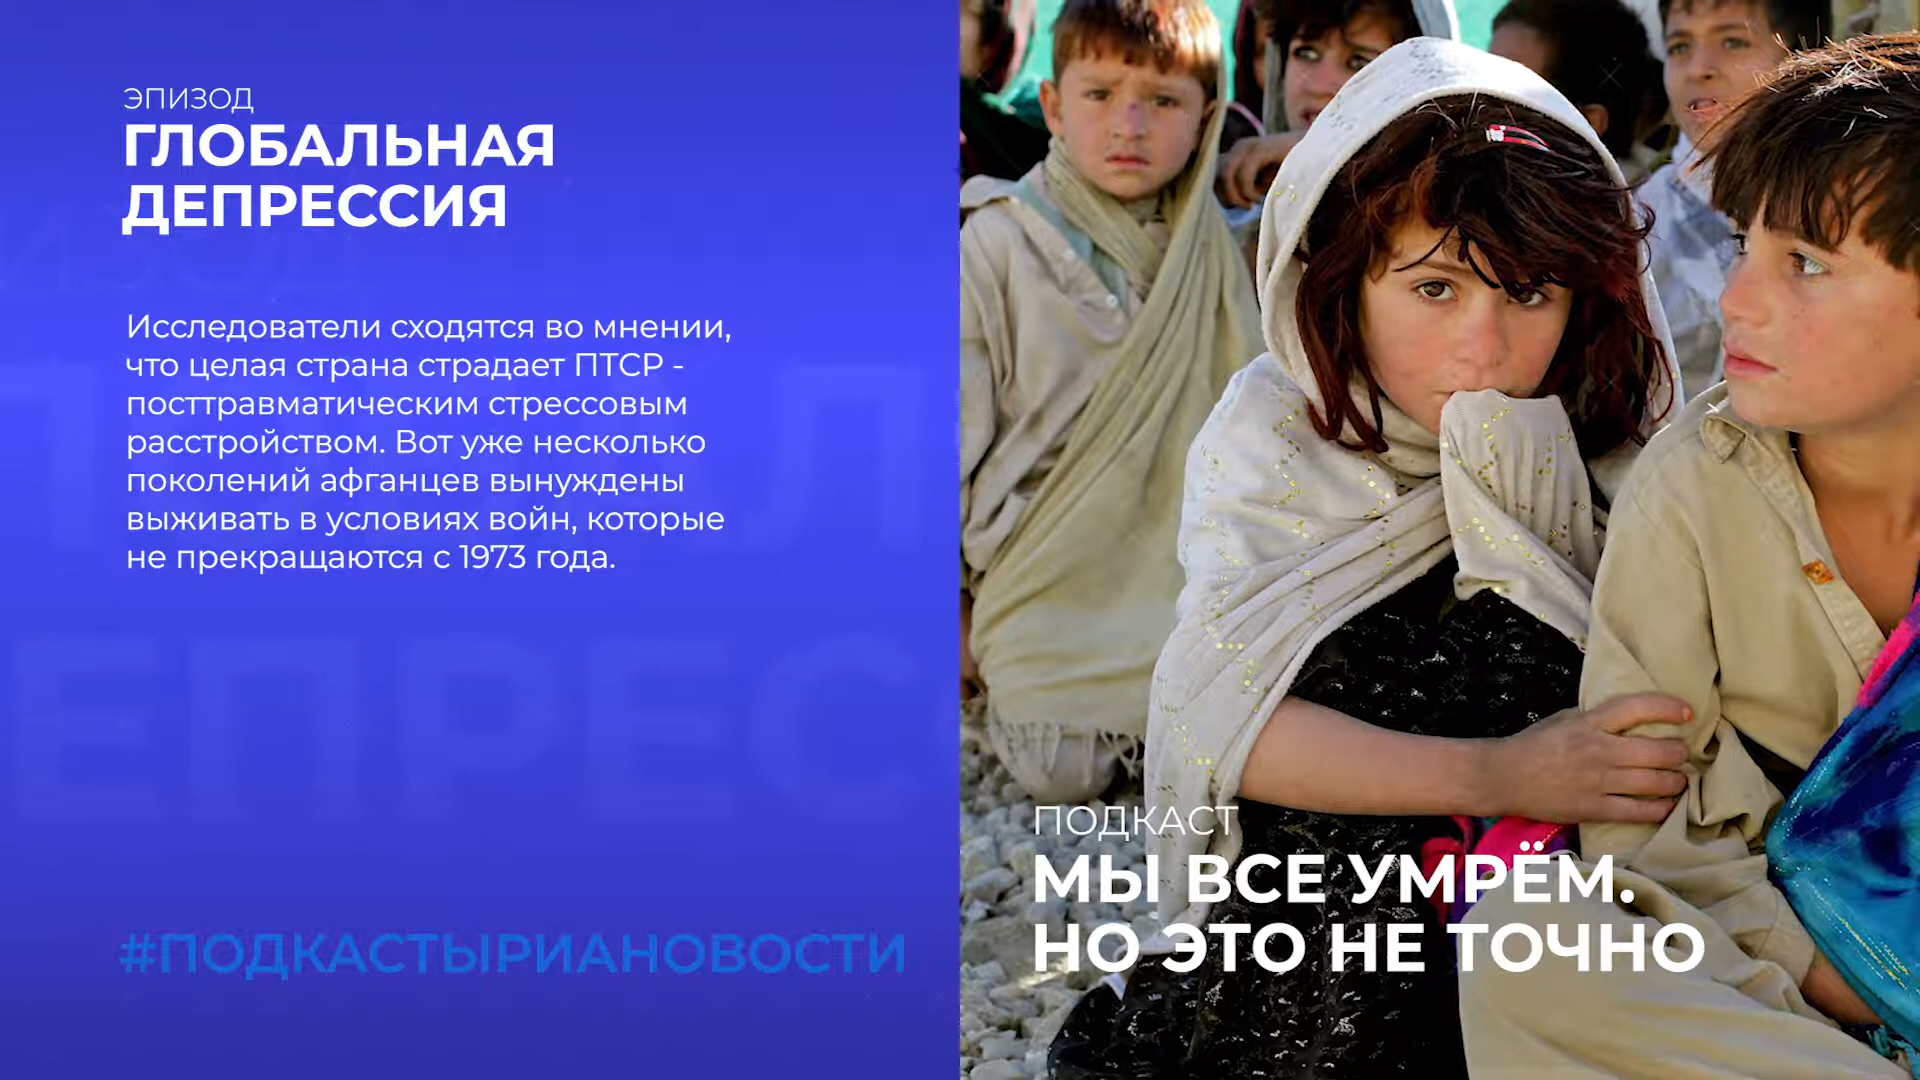 ЭПИЗОД
ГЛОБАЛЬНАЯ
ДЕПРЕССИЯ
Исследователи сходятся во мнении,
что целая страна страдает ПТСР -
посттравматическим стрессовым
расстройством. Вот уже несколько
поколений афганцев вынуждены
выживать в условиях войн, которые
не прекращаются с 1973 года.
#ПОДКАСТЫРИАНОВОСТИ
ПОДКАСТ
МЫ ВСЕ УМРЁМ.
НО ЭТО НЕ ТОЧНО